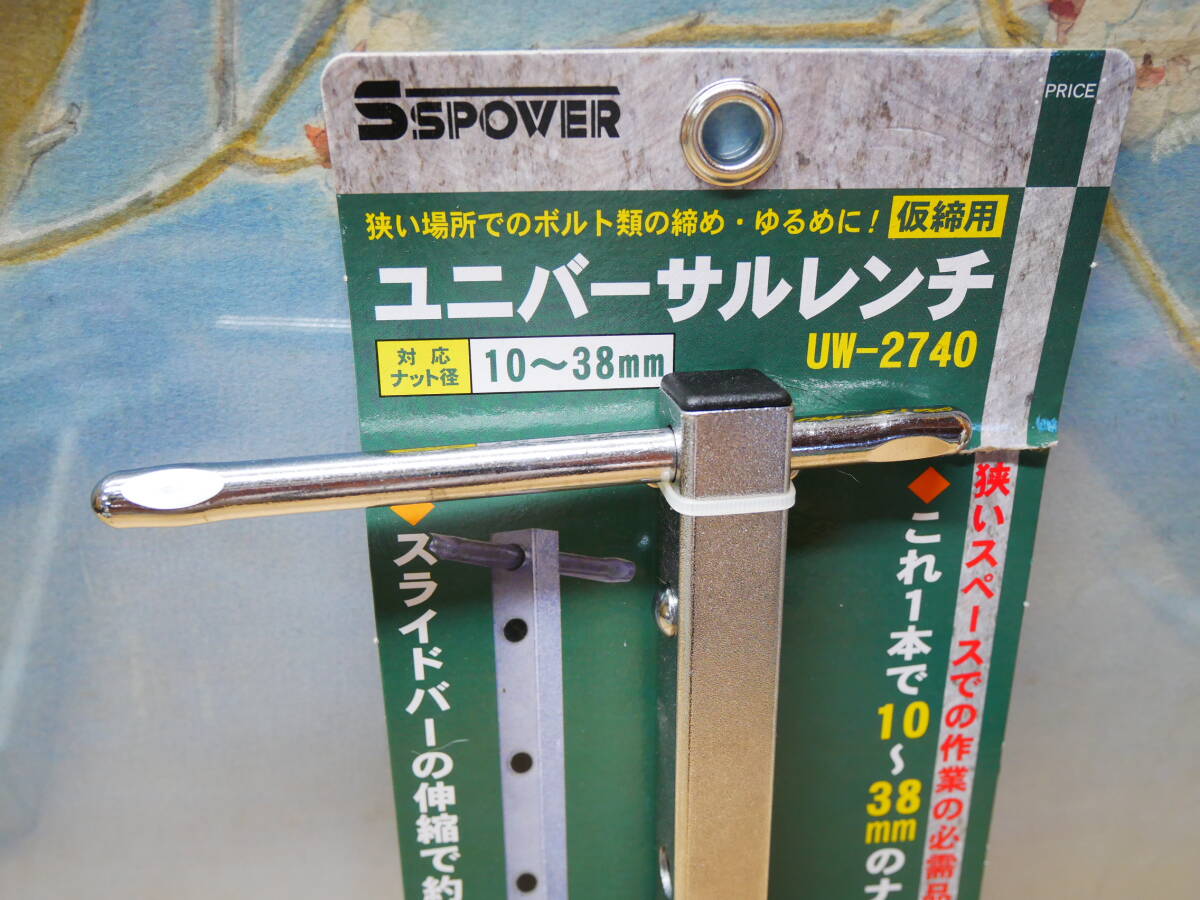 SSPOWER
PRICE
狭い場所でのボルト類の締め・ゆるめに！
仮締用
ユニバーサルレンチ
対応
ナット径
10〜38mm
UW-2740
狭いスペースでの作業の必需品
◆これ1本で10〜38mmのナ
◆スライドバーの伸縮で約